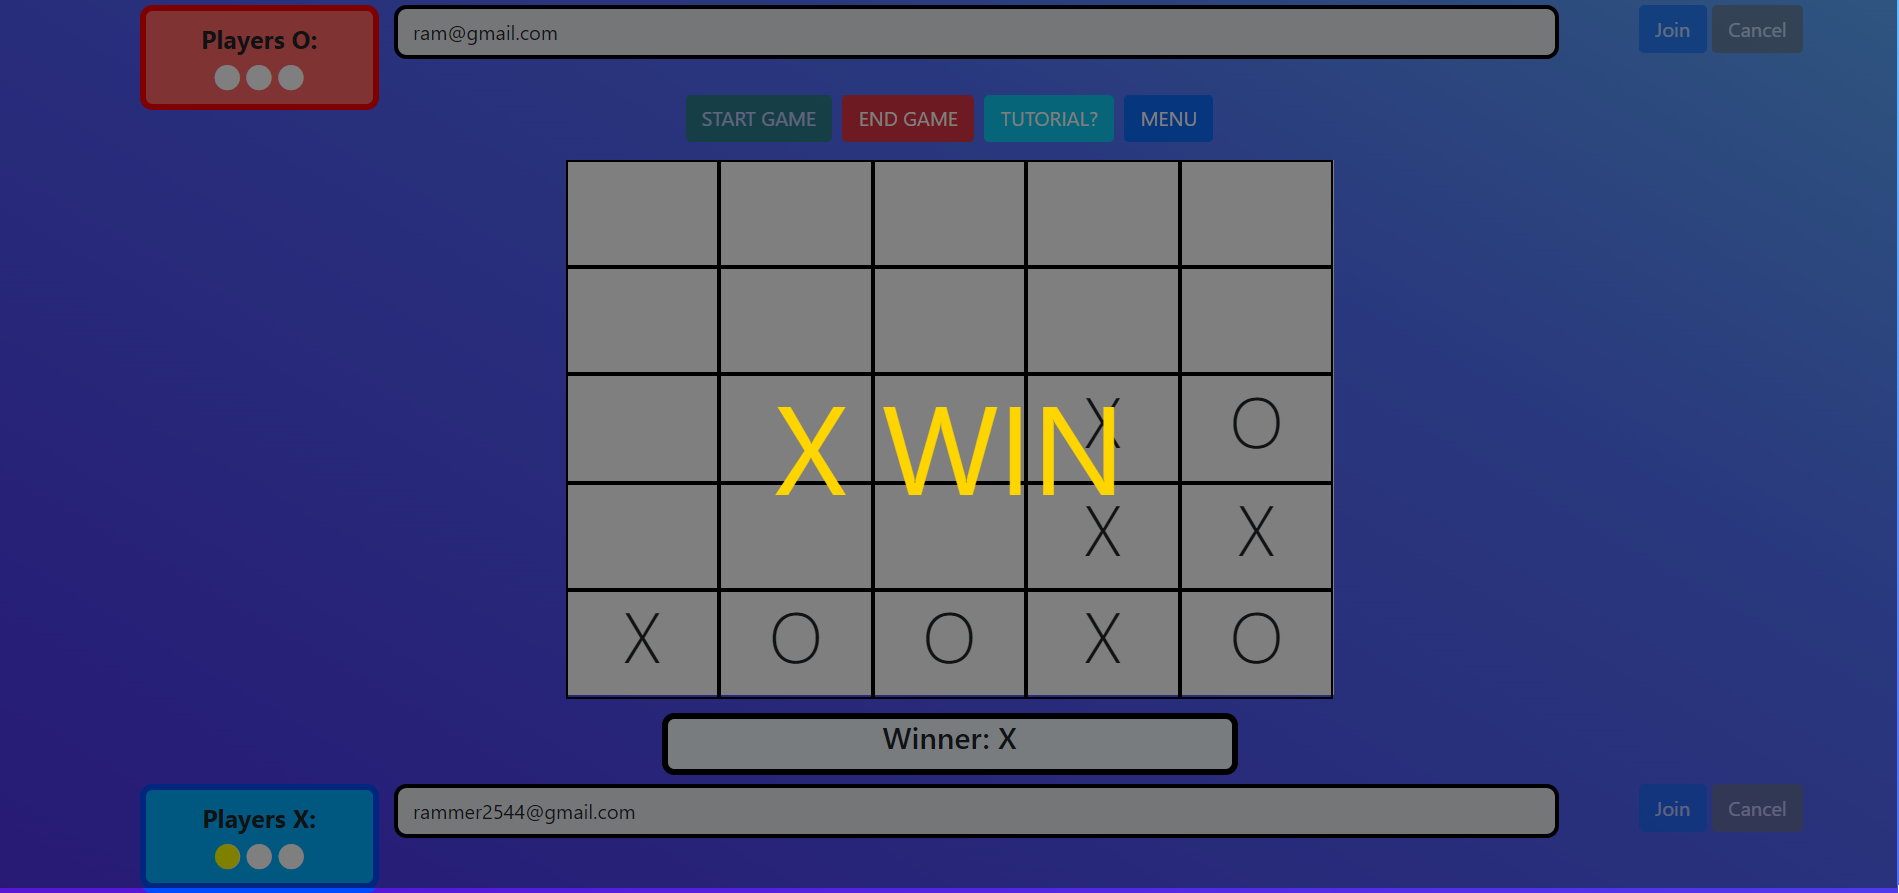 Players O:
ram@gmail.com
Join Cancel
START GAME END GAME TUTORIAL? MENU
X O
X WIN
X X
X O O X O
Winner: X
Players X:
rammer2544@gmail.com
Join Cancel